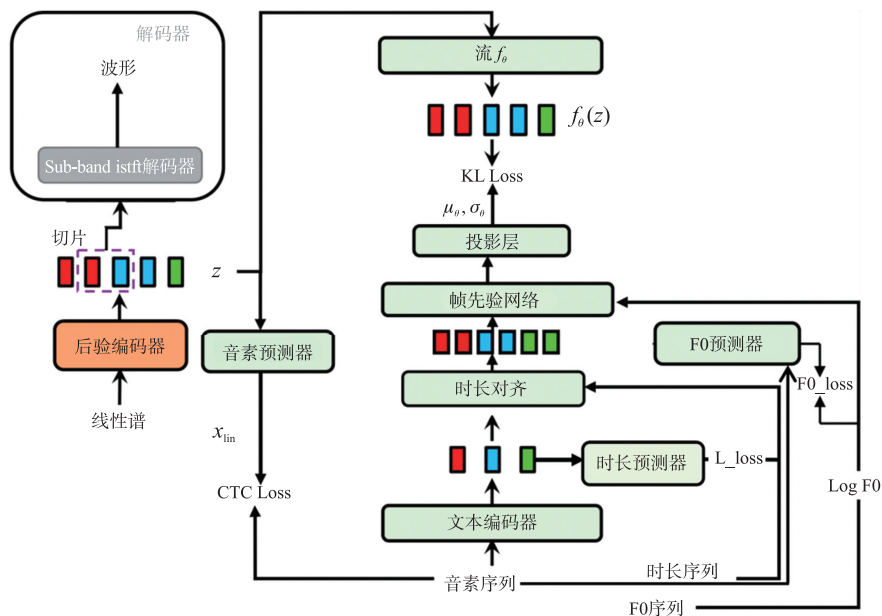 解码器
波形
Sub-band istft解码器
切片
z
后验编码器
线性谱
音素预测器
x_lin
CTC Loss
流 f_θ
f_θ(z)
KL Loss
μ_θ, σ_θ
投影层
帧先验网络
时长对齐
F0预测器
F0_loss
时长预测器
L_loss
Log F0
文本编码器
音素序列
时长序列
F0序列